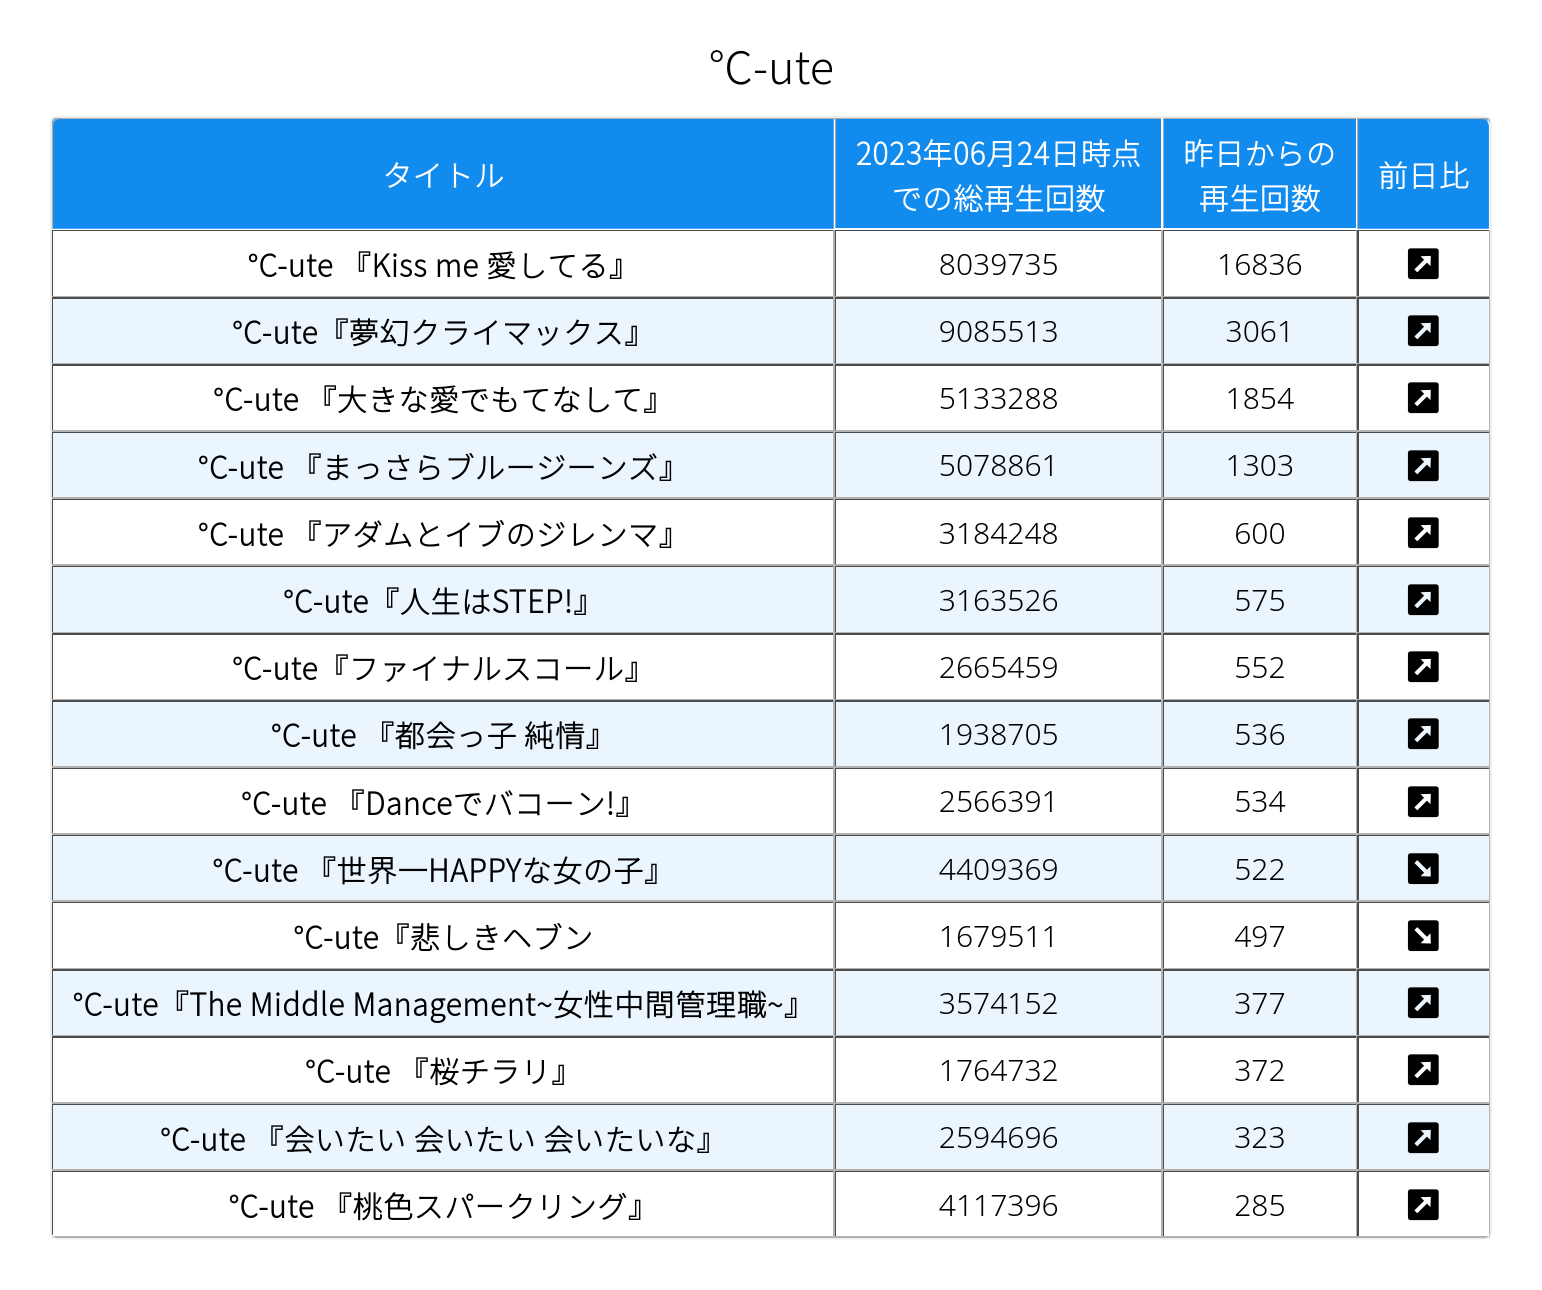 ℃-ute
タイトル
2023年06月24日時点
での総再生回数
昨日からの
再生回数
前日比
℃-ute 『Kiss me 愛してる』 8039735 16836
℃-ute『夢幻クライマックス』 9085513 3061
℃-ute 『大きな愛でもてなして』 5133288 1854
℃-ute 『まっさらブルージーンズ』 5078861 1303
℃-ute 『アダムとイブのジレンマ』 3184248 600
℃-ute『人生はSTEP!』 3163526 575
℃-ute『ファイナルスコール』 2665459 552
℃-ute 『都会っ子 純情』 1938705 536
℃-ute 『Danceでバコーン!』 2566391 534
℃-ute 『世界一HAPPYな女の子』 4409369 522
℃-ute『悲しきヘブン 1679511 497
℃-ute『The Middle Management~女性中間管理職~』 3574152 377
℃-ute 『桜チラリ』 1764732 372
℃-ute 『会いたい 会いたい 会いたいな』 2594696 323
℃-ute 『桃色スパークリング』 4117396 285